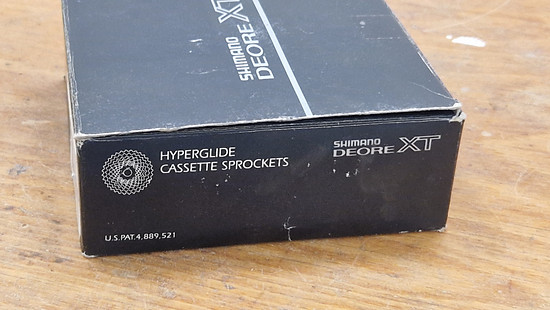 SHIMANO
DEORE XT
HYPERGLIDE
CASSETTE SPROCKETS
SHIMANO
DEORE XT
U.S.PAT.4,889,521